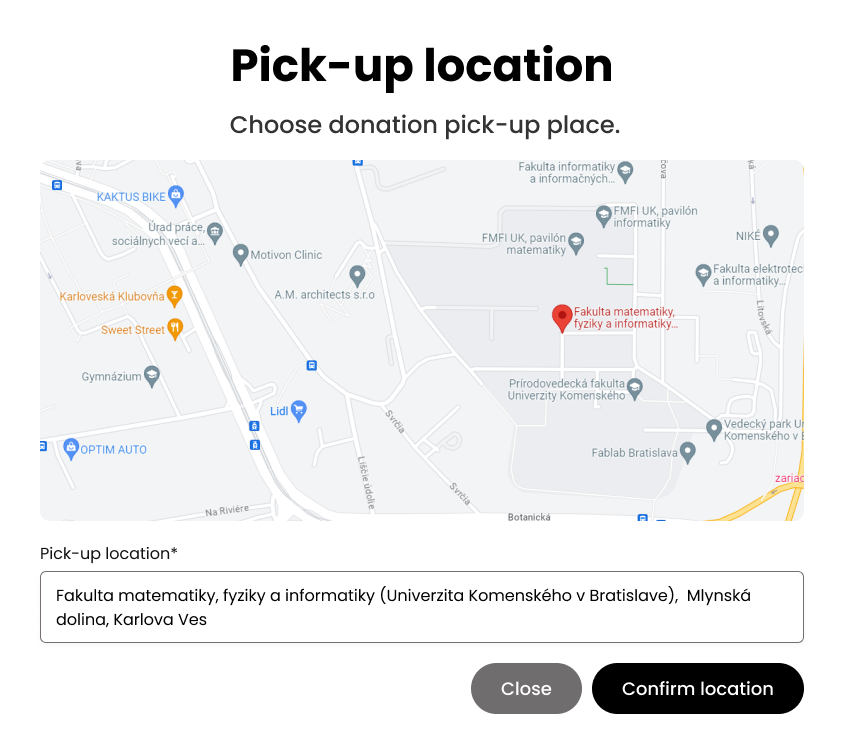 Pick-up location
Choose donation pick-up place.
KAKTUS BIKE
Úrad práce,
sociálnych vecí a...
Motivon Clinic
A.M. architects s.r.o
Karloveská Klubovňa
Sweet Street
Gymnázium
Lidl
OPTIM AUTO
Na Riviére
Líščie údolie
Svrčia
Svrčia
Botanická
Fakulta informatiky
a informačných...
FMFI UK, pavilón
informatiky
FMFI UK, pavilón
matematiky
NIKÉ
Fakulta elektrotec
a informatiky...
Litovská
Fakulta matematiky,
fyziky a informatiky...
Prírodovedecká fakulta
Univerzity Komenského
Vedecký park Un
Komenského v B
Fablab Bratislava
zariad
Pick-up location*
Fakulta matematiky, fyziky a informatiky (Univerzita Komenského v Bratislave),  Mlynská
dolina, Karlova Ves
Close
Confirm location